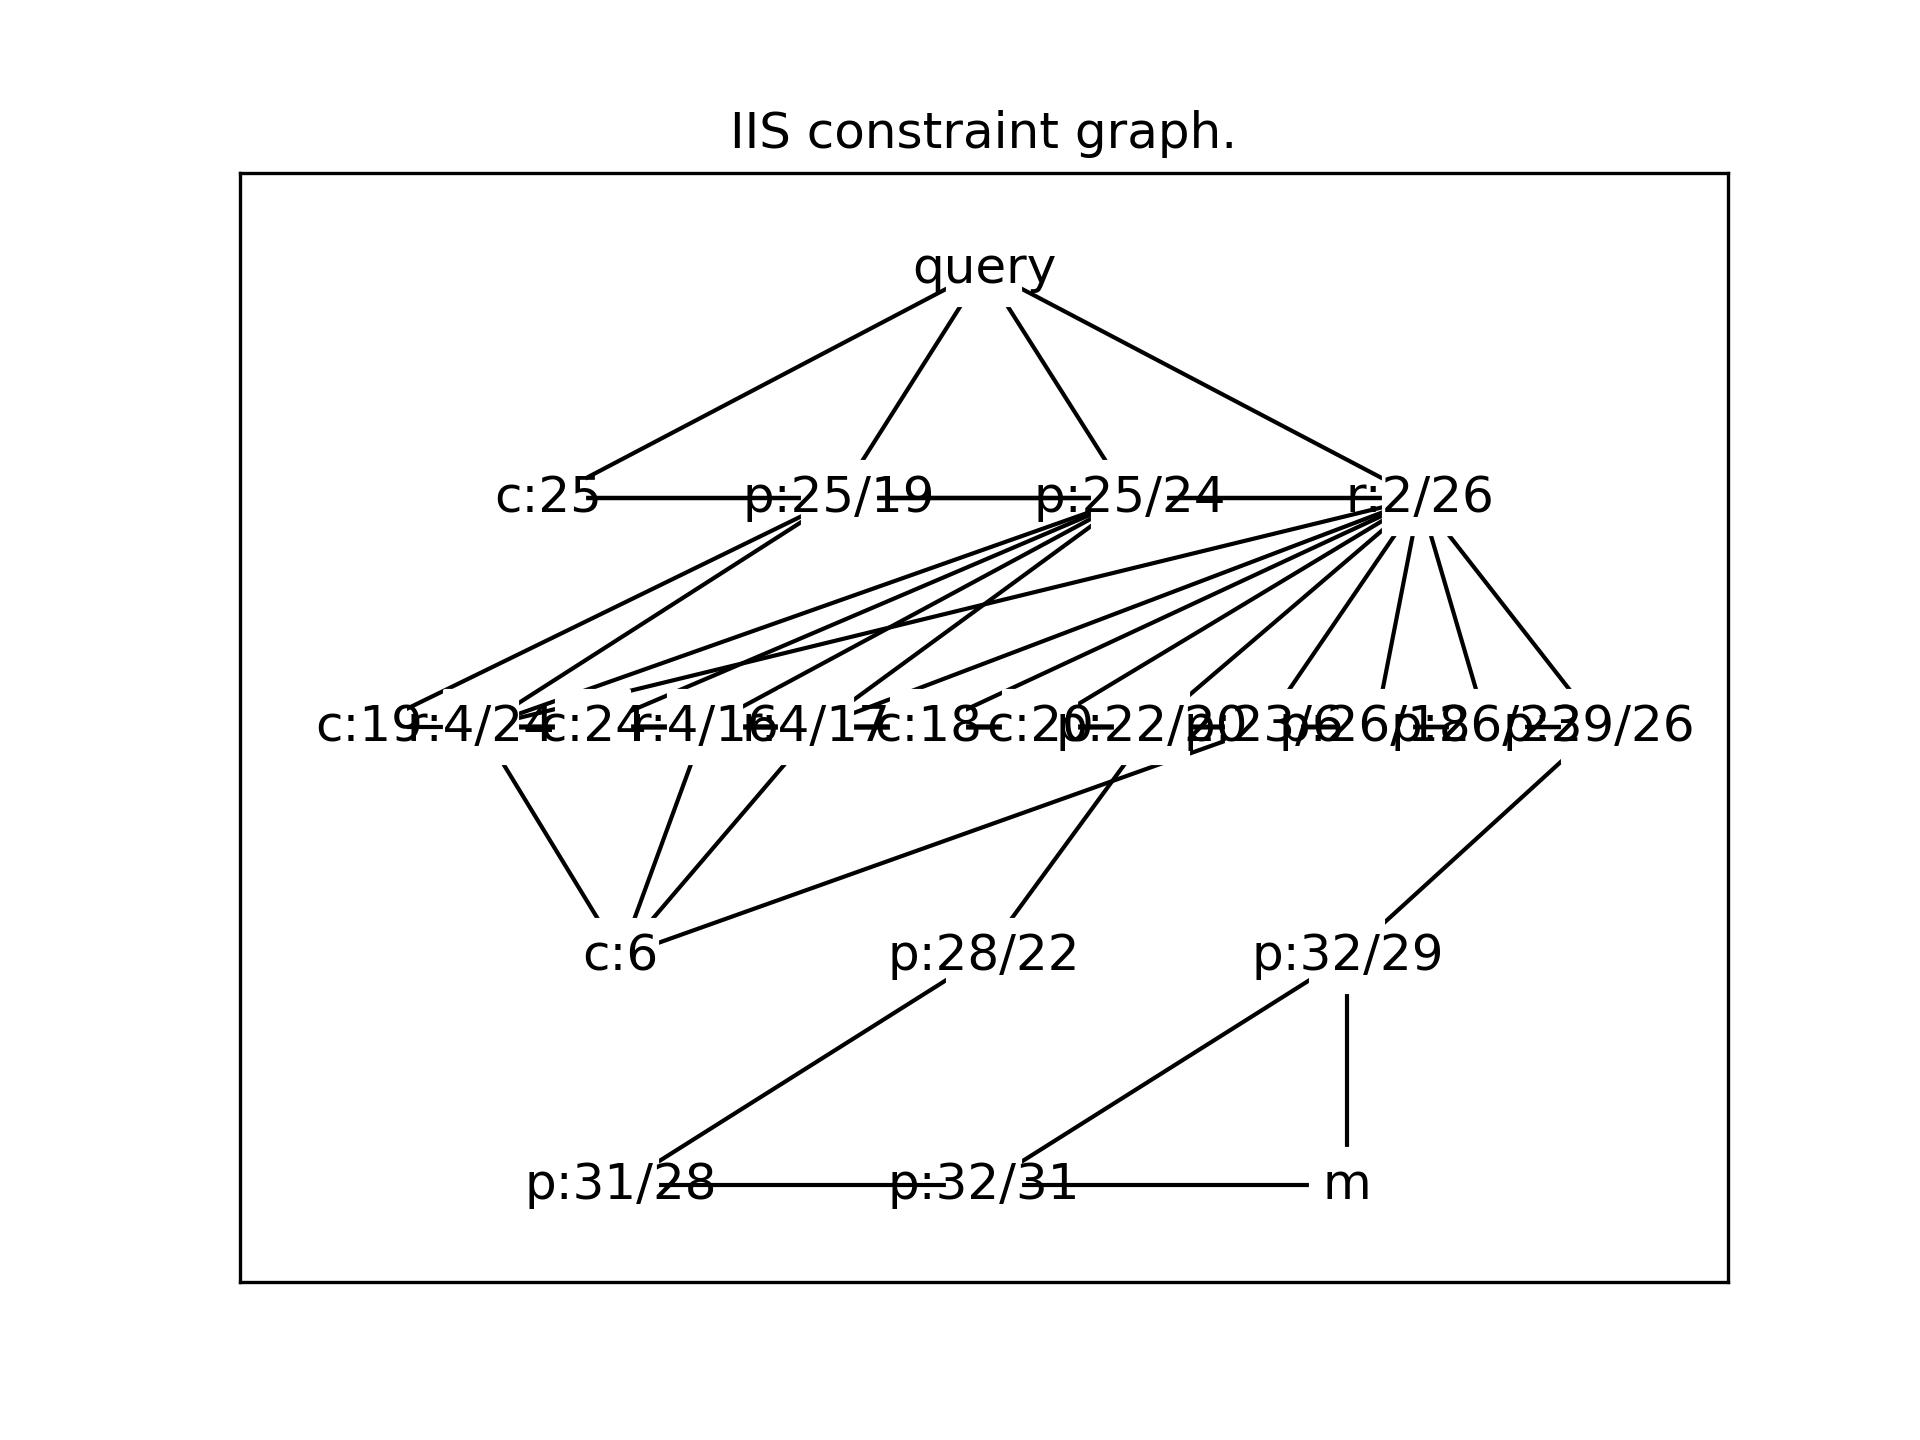 IIS constraint graph.
query
c:25 p:25/19 p:25/24 r:2/26
c:19 r:4/24 c:24 r:4/16 r:4/17 c:18 c:20 p:22/20 p:23/6 p:26/18 p:26/23 p:29/26
c:6 p:28/22 p:32/29
p:31/28 p:32/31 m